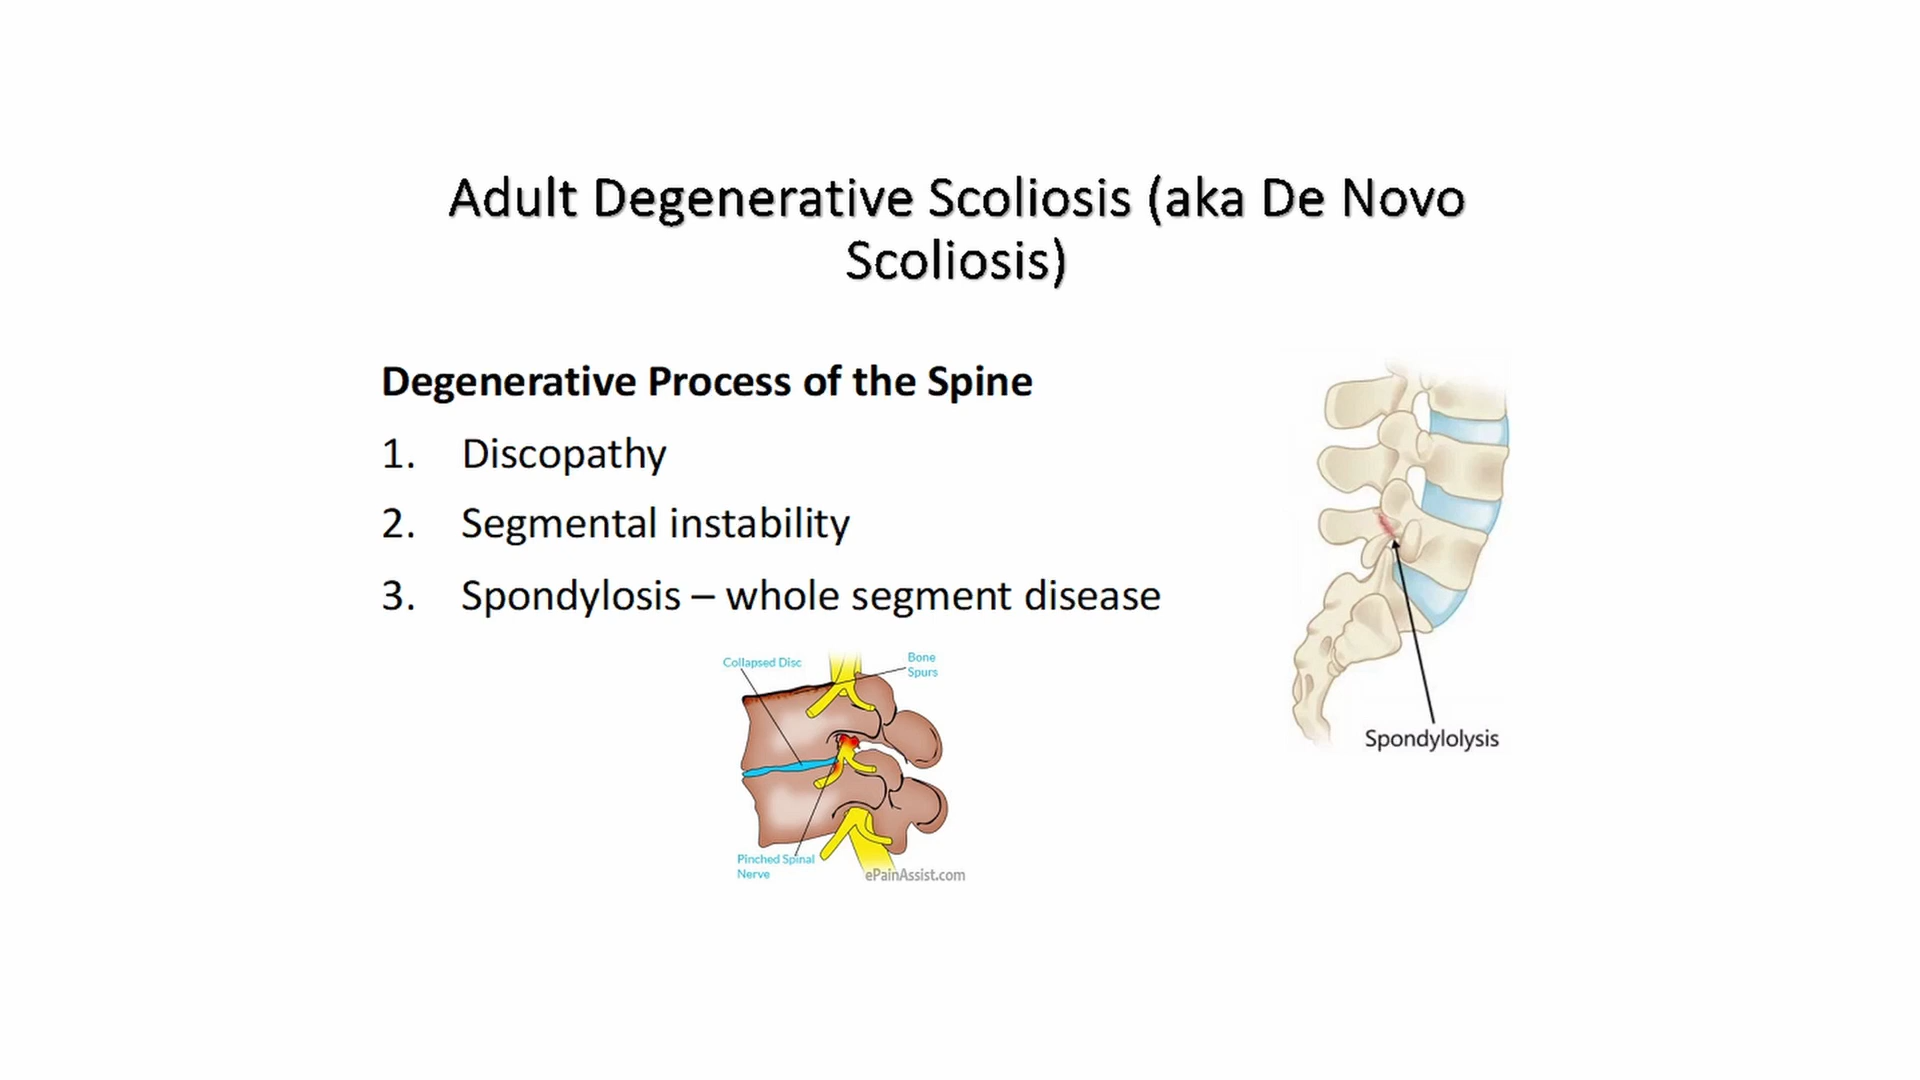 Adult Degenerative Scoliosis (aka De Novo
Scoliosis)
Degenerative Process of the Spine
1. Discopathy
2. Segmental instability
3. Spondylosis – whole segment disease
Collapsed Disc
Bone
Spurs
Pinched Spinal
Nerve
ePainAssist.com
Spondylolysis